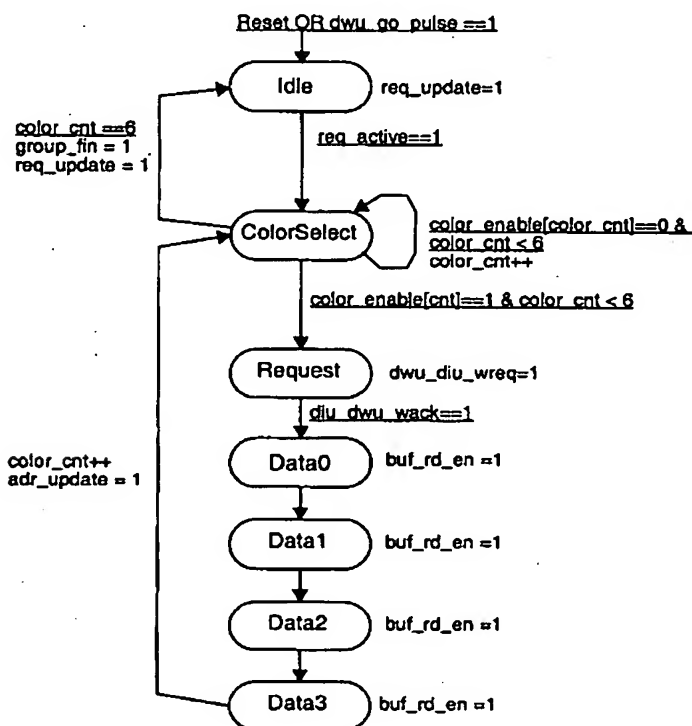 Reset OR dwu_go_pulse ==1
Idle
req_update=1
color_cnt ==6
group_fin = 1
req_update = 1
req_active==1
ColorSelect
color_enable[color_cnt]==0 &
color_cnt < 6
color_cnt++
color_enable[cnt]==1 & color_cnt < 6
Request
dwu_diu_wreq=1
diu_dwu_wack==1
color_cnt++
adr_update = 1
Data0
buf_rd_en =1
Data1
buf_rd_en =1
Data2
buf_rd_en =1
Data3
buf_rd_en =1